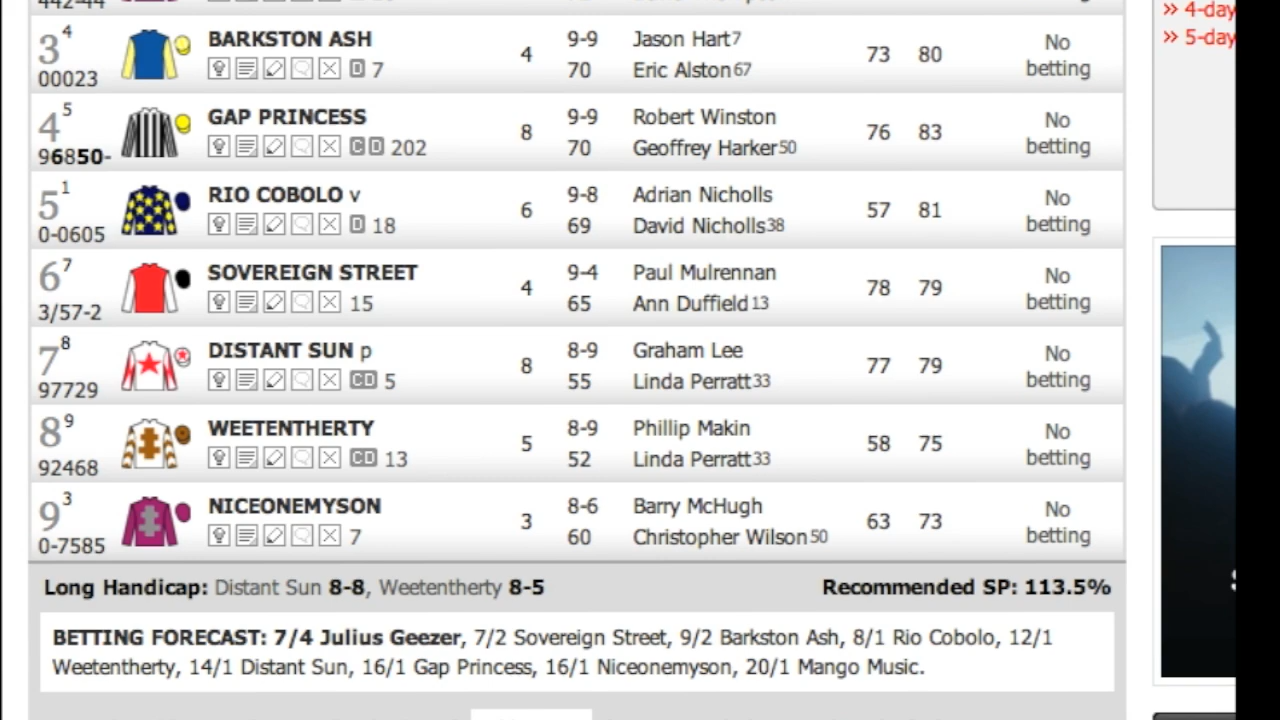 442-44
3 4 BARKSTON ASH 4 9-9 Jason Hart7 73 80 No betting
00023 D 7 70 Eric Alston67
4 5 GAP PRINCESS 8 9-9 Robert Winston 76 83 No betting
96850- C D 202 70 Geoffrey Harker50
5 1 RIO COBOLO v 6 9-8 Adrian Nicholls 57 81 No betting
0-0605 D 18 69 David Nicholls38
6 7 SOVEREIGN STREET 4 9-4 Paul Mulrennan 78 79 No betting
3/57-2 15 65 Ann Duffield13
7 8 DISTANT SUN p 8 8-9 Graham Lee 77 79 No betting
97729 CD 5 55 Linda Perratt33
8 9 WEETENTHERTY 5 8-9 Phillip Makin 58 75 No betting
92468 CD 13 52 Linda Perratt33
9 3 NICEONEMYSON 3 8-6 Barry McHugh 63 73 No betting
0-7585 7 60 Christopher Wilson50
Long Handicap: Distant Sun 8-8, Weetentherty 8-5 Recommended SP: 113.5%
BETTING FORECAST: 7/4 Julius Geezer, 7/2 Sovereign Street, 9/2 Barkston Ash, 8/1 Rio Cobolo, 12/1
Weetentherty, 14/1 Distant Sun, 16/1 Gap Princess, 16/1 Niceonemyson, 20/1 Mango Music.
» 4-day
» 5-day